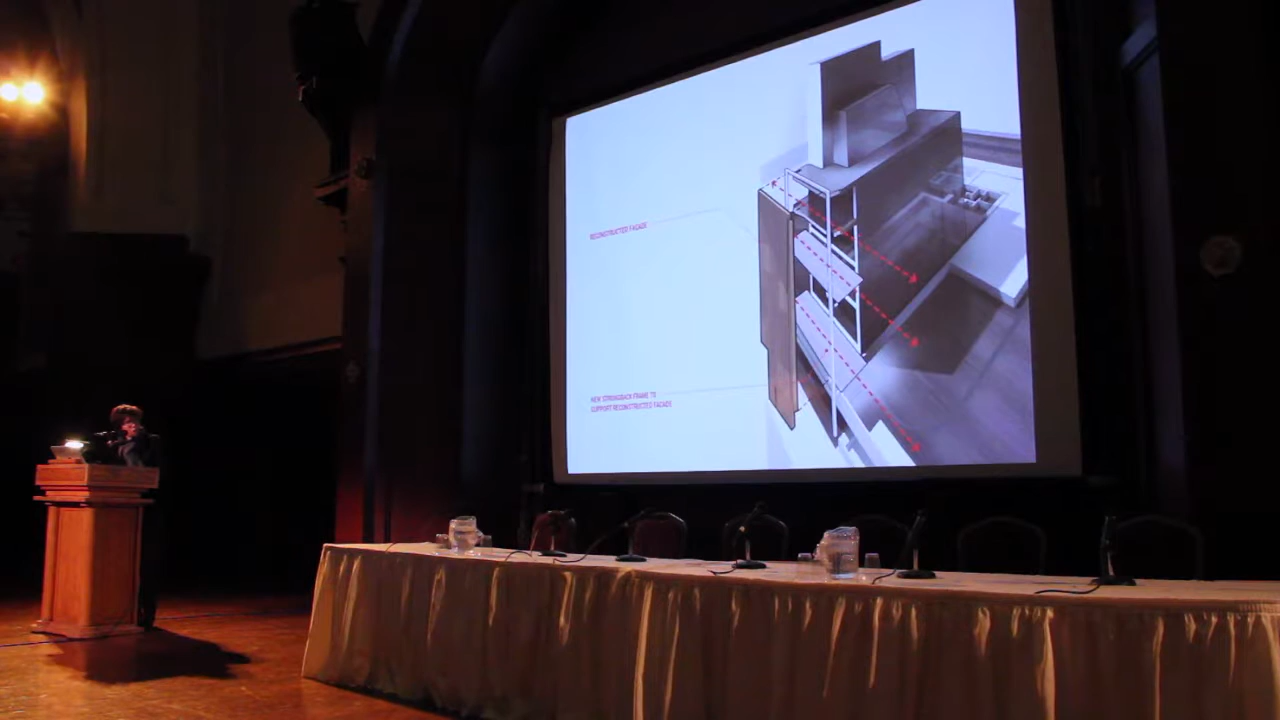 RECONSTRUCTED FACADE
NEW STRONGBACK FRAME TO
SUPPORT RECONSTRUCTED FACADE